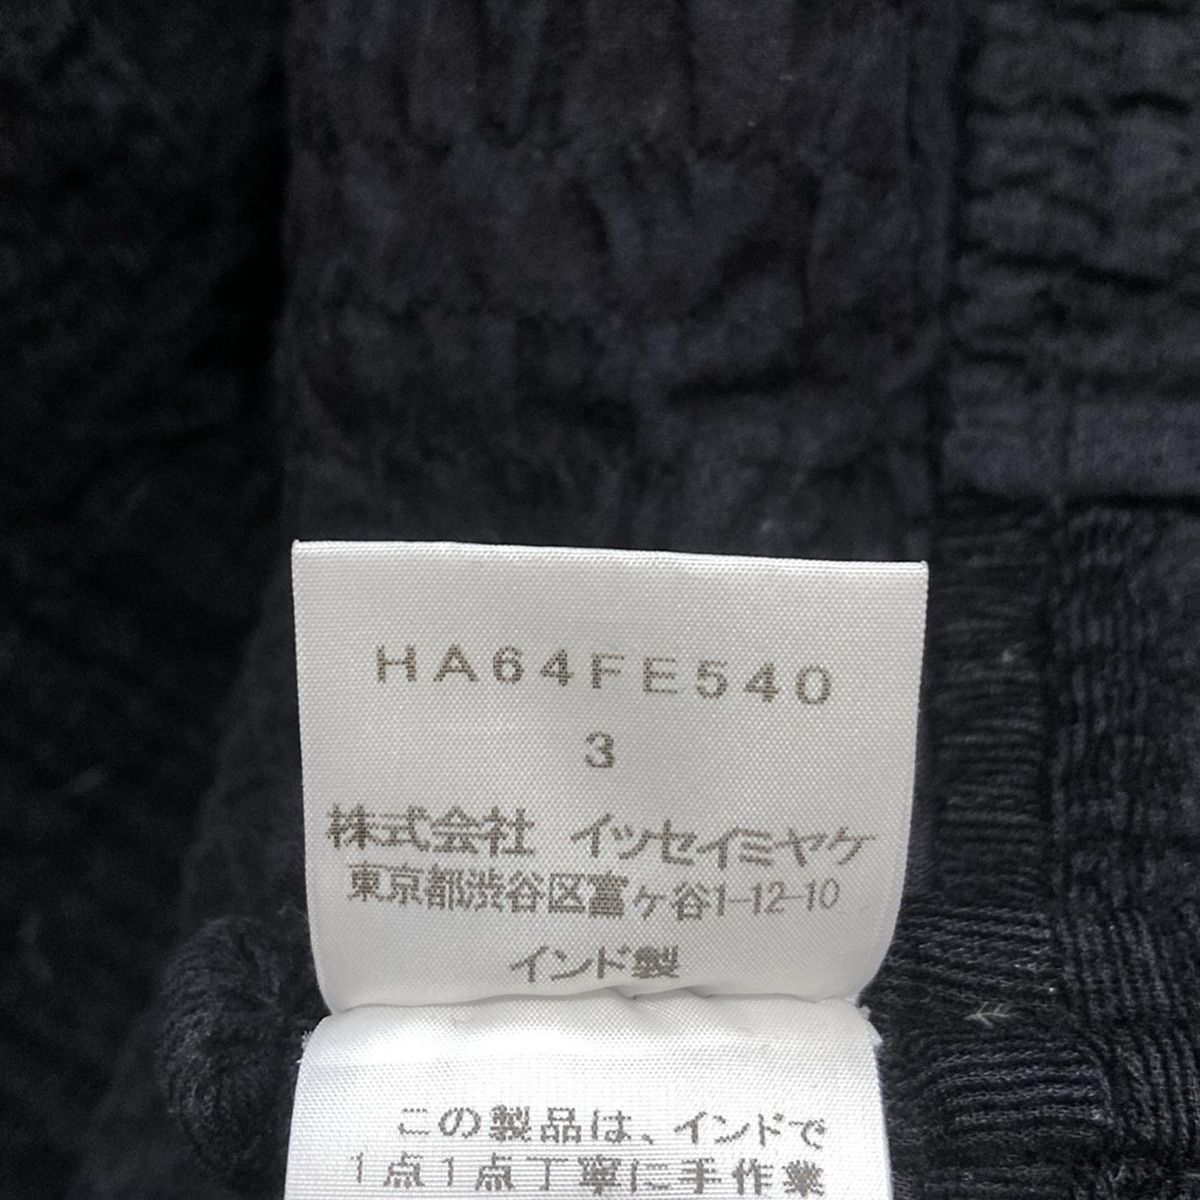 HA64FE540
3
株式会社 イッセイミヤケ
東京都渋谷区富ヶ谷1-12-10
インド製
この製品は、インドで
1点1点丁寧に手作業